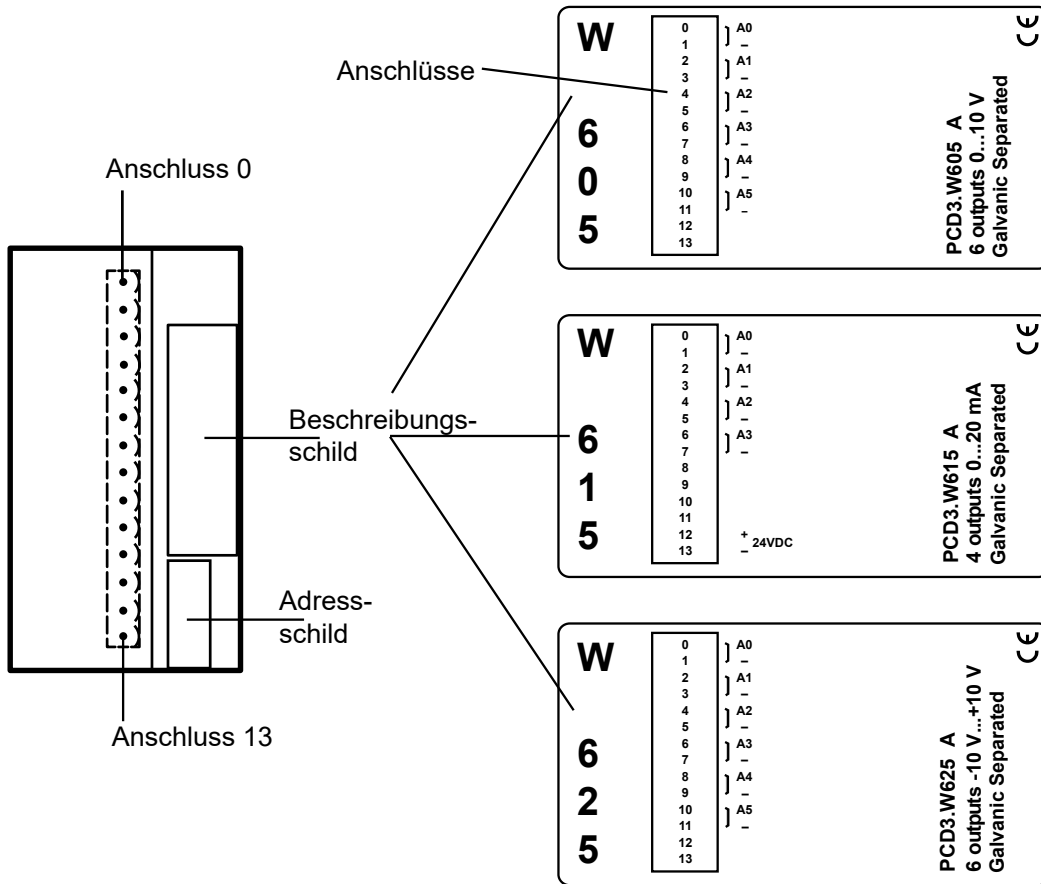 Anschluss 0
Anschlüsse
Beschreibungs-
schild
Adress-
schild
Anschluss 13
W
6
0
5
0 A0
1 –
2 A1
3 –
4 A2
5 –
6 A3
7 –
8 A4
9 –
10 A5
11 –
12
13
PCD3.W605 A
6 outputs 0...10 V
Galvanic Separated
CE
W
6
1
5
0 A0
1 –
2 A1
3 –
4 A2
5 –
6 A3
7 –
8
9
10
11
12 + 24VDC
13 –
PCD3.W615 A
4 outputs 0...20 mA
Galvanic Separated
CE
W
6
2
5
0 A0
1 –
2 A1
3 –
4 A2
5 –
6 A3
7 –
8 A4
9 –
10 A5
11 –
12
13
PCD3.W625 A
6 outputs -10 V...+10 V
Galvanic Separated
CE